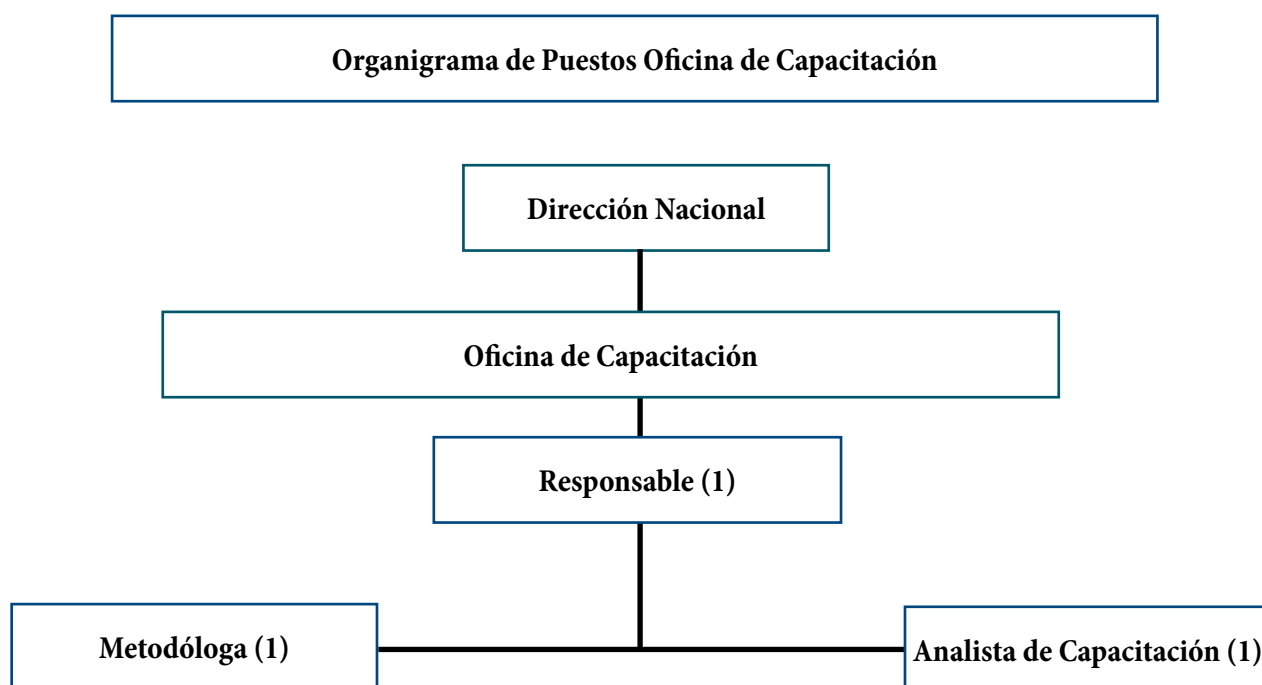 Organigrama de Puestos Oficina de Capacitación
Dirección Nacional
Oficina de Capacitación
Responsable (1)
Metodóloga (1)
Analista de Capacitación (1)